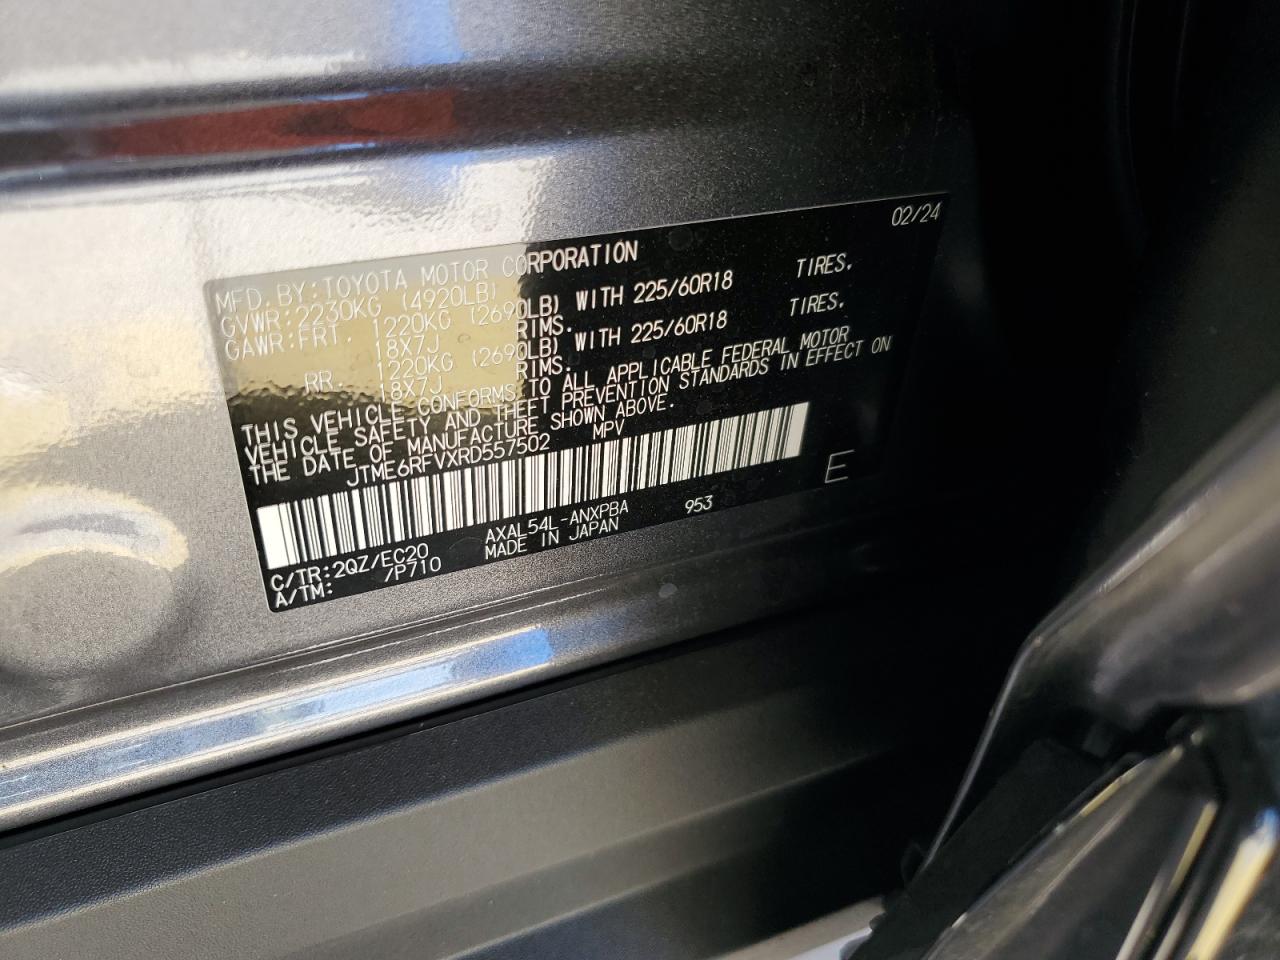 02/24
MFD. BY: TOYOTA MOTOR CORPORATION
GVWR: 2230KG (4920LB)
GAWR: FRT. 1220KG (2690LB) WITH 225/60R18 TIRES.
18X7J RIMS.
RR. 1220KG (2690LB) WITH 225/60R18 TIRES.
18X7J RIMS.
THIS VEHICLE CONFORMS TO ALL APPLICABLE FEDERAL MOTOR
VEHICLE SAFETY AND THEFT PREVENTION STANDARDS IN EFFECT ON
THE DATE OF MANUFACTURE SHOWN ABOVE.
JTME6RFVXRD557502 MPV
E
C/TR: 2QZ/EC20 AXAL54L-ANXPBA 953
A/TM: /P710 MADE IN JAPAN